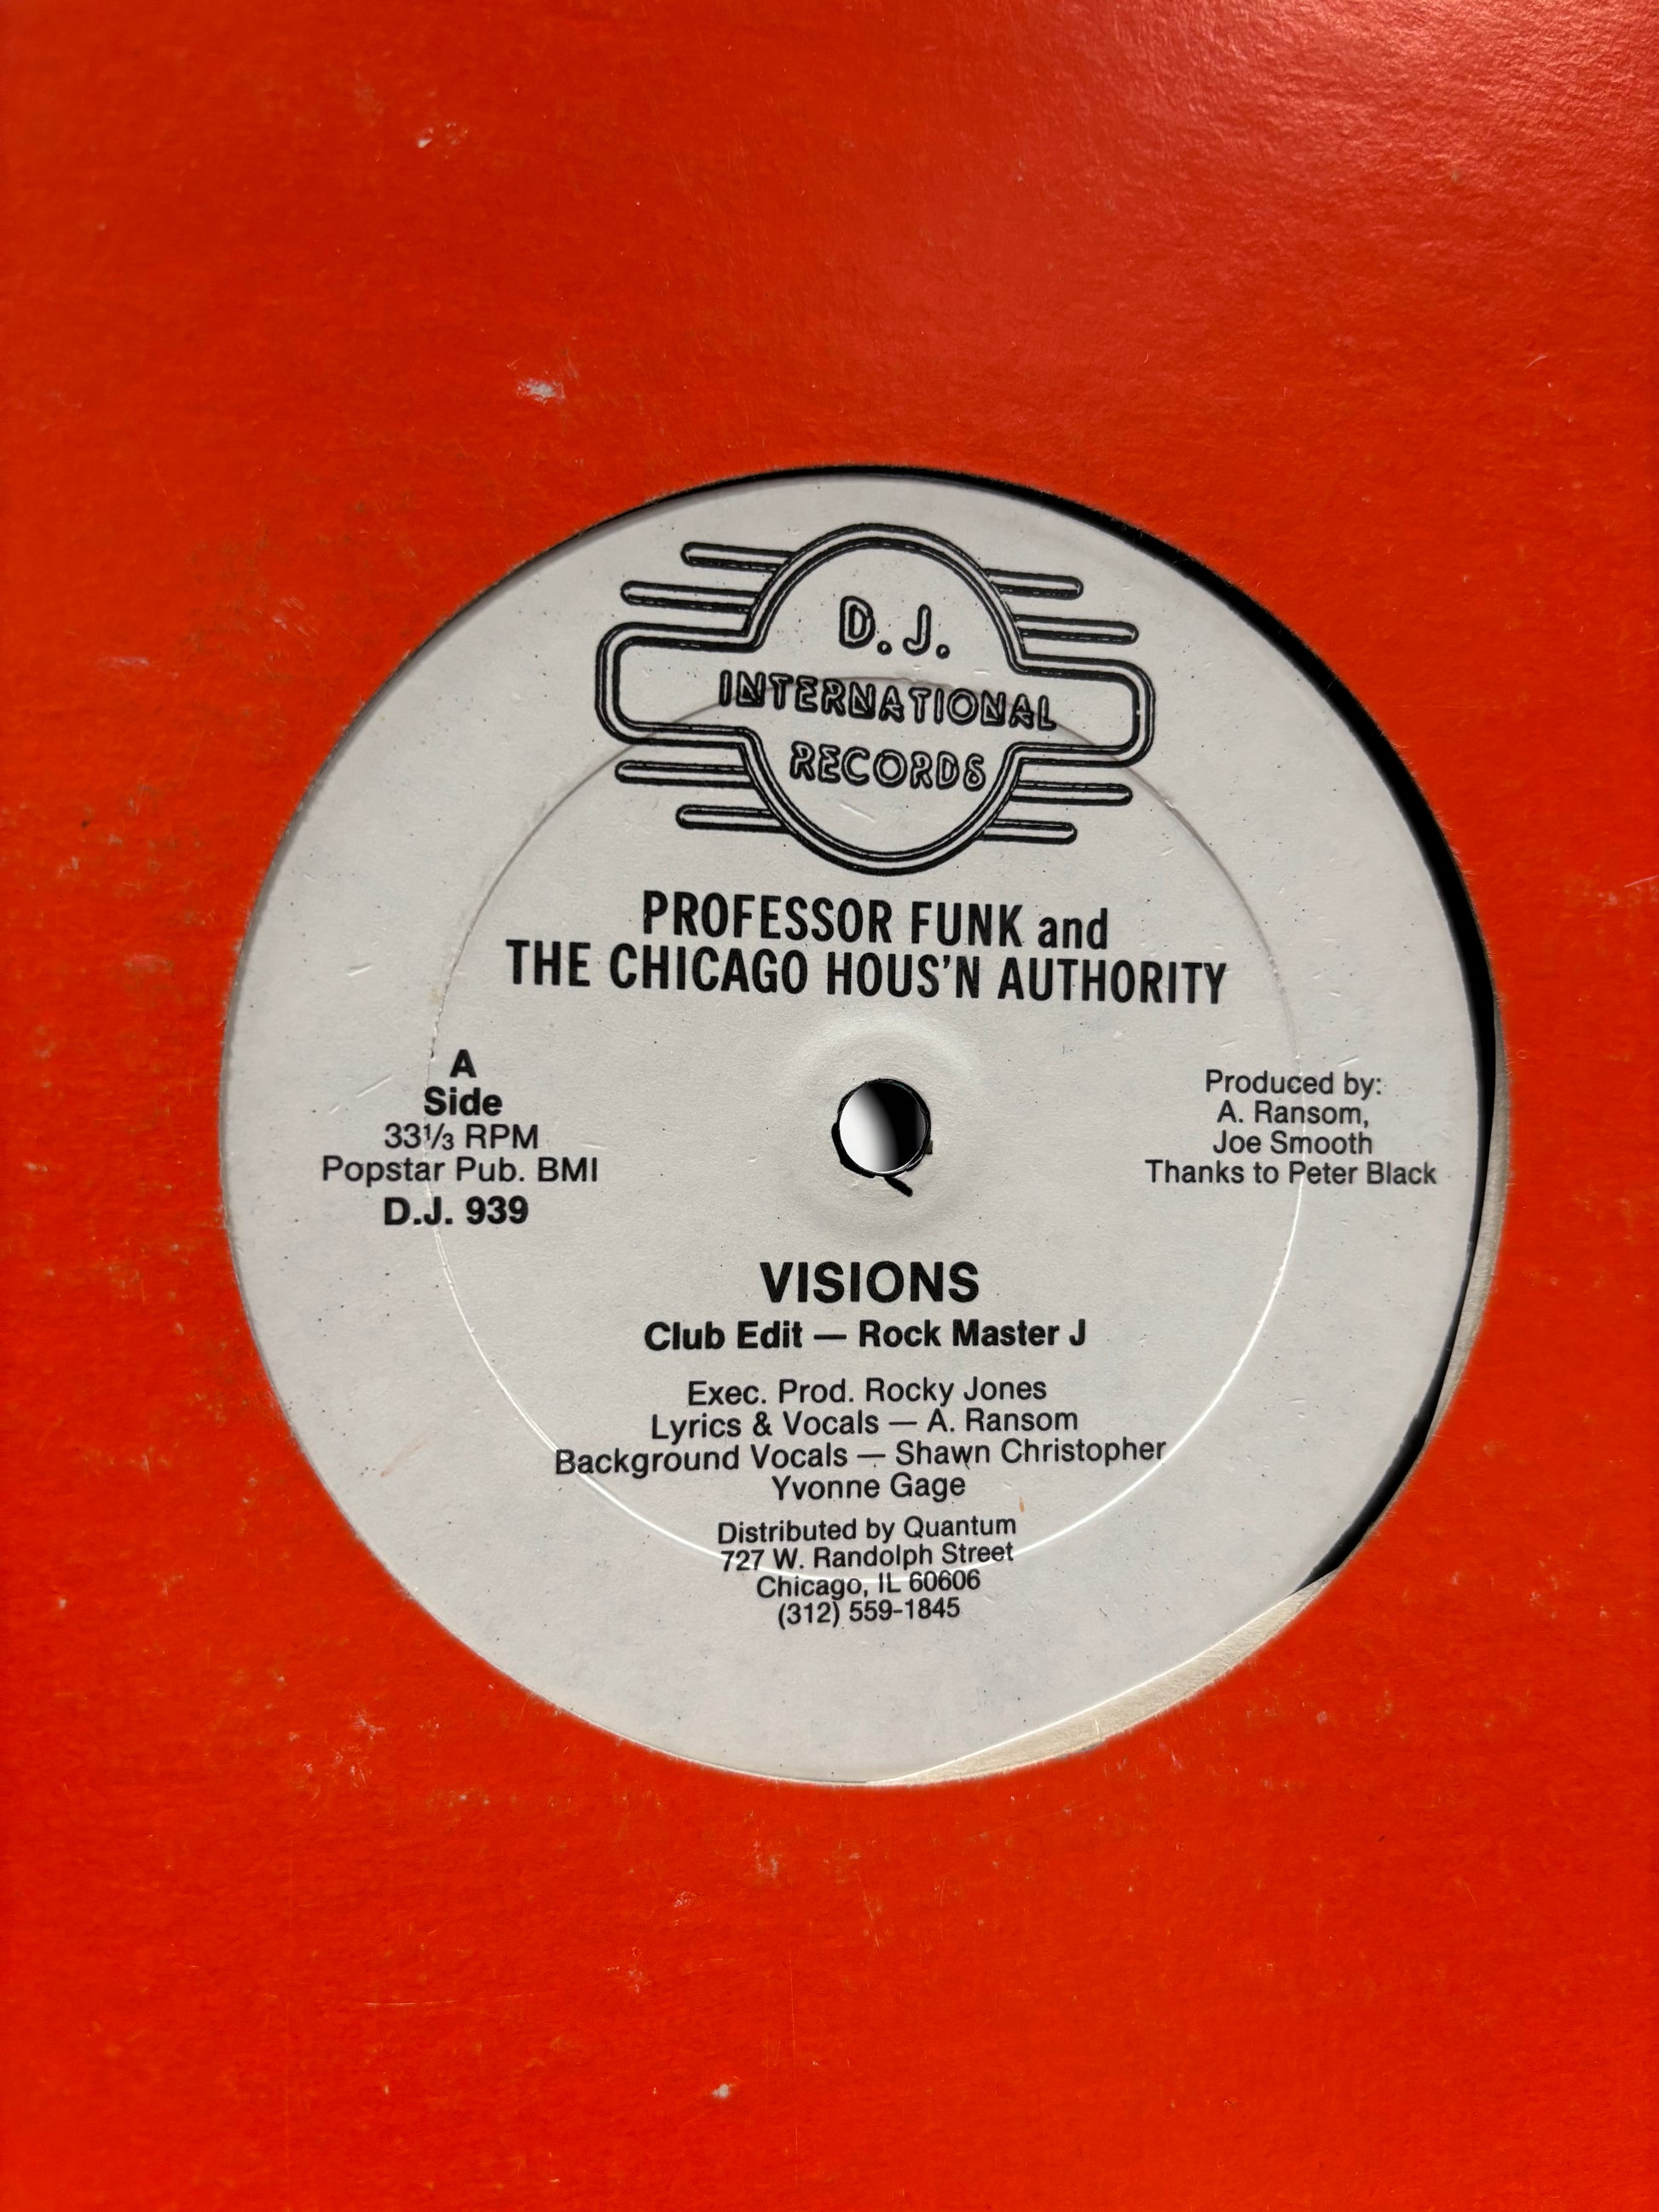 D.J.
INTERNATIONAL
RECORDS
PROFESSOR FUNK and
THE CHICAGO HOUS'N AUTHORITY
A
Side
33⅓ RPM
Popstar Pub. BMI
D.J. 939
Produced by:
A. Ransom,
Joe Smooth
Thanks to Peter Black
VISIONS
Club Edit — Rock Master J
Exec. Prod. Rocky Jones
Lyrics & Vocals — A. Ransom
Background Vocals — Shawn Christopher
Yvonne Gage
Distributed by Quantum
727 W. Randolph Street
Chicago, IL 60606
(312) 559-1845